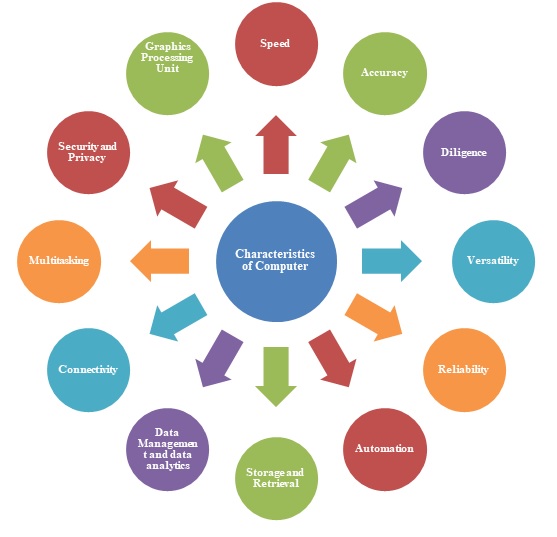 Speed
Accuracy
Diligence
Versatility
Reliability
Automation
Storage and
Retrieval
Data
Managemen
t and data
analytics
Connectivity
Multitasking
Security and
Privacy
Graphics
Processing
Unit
Characteristics
of Computer